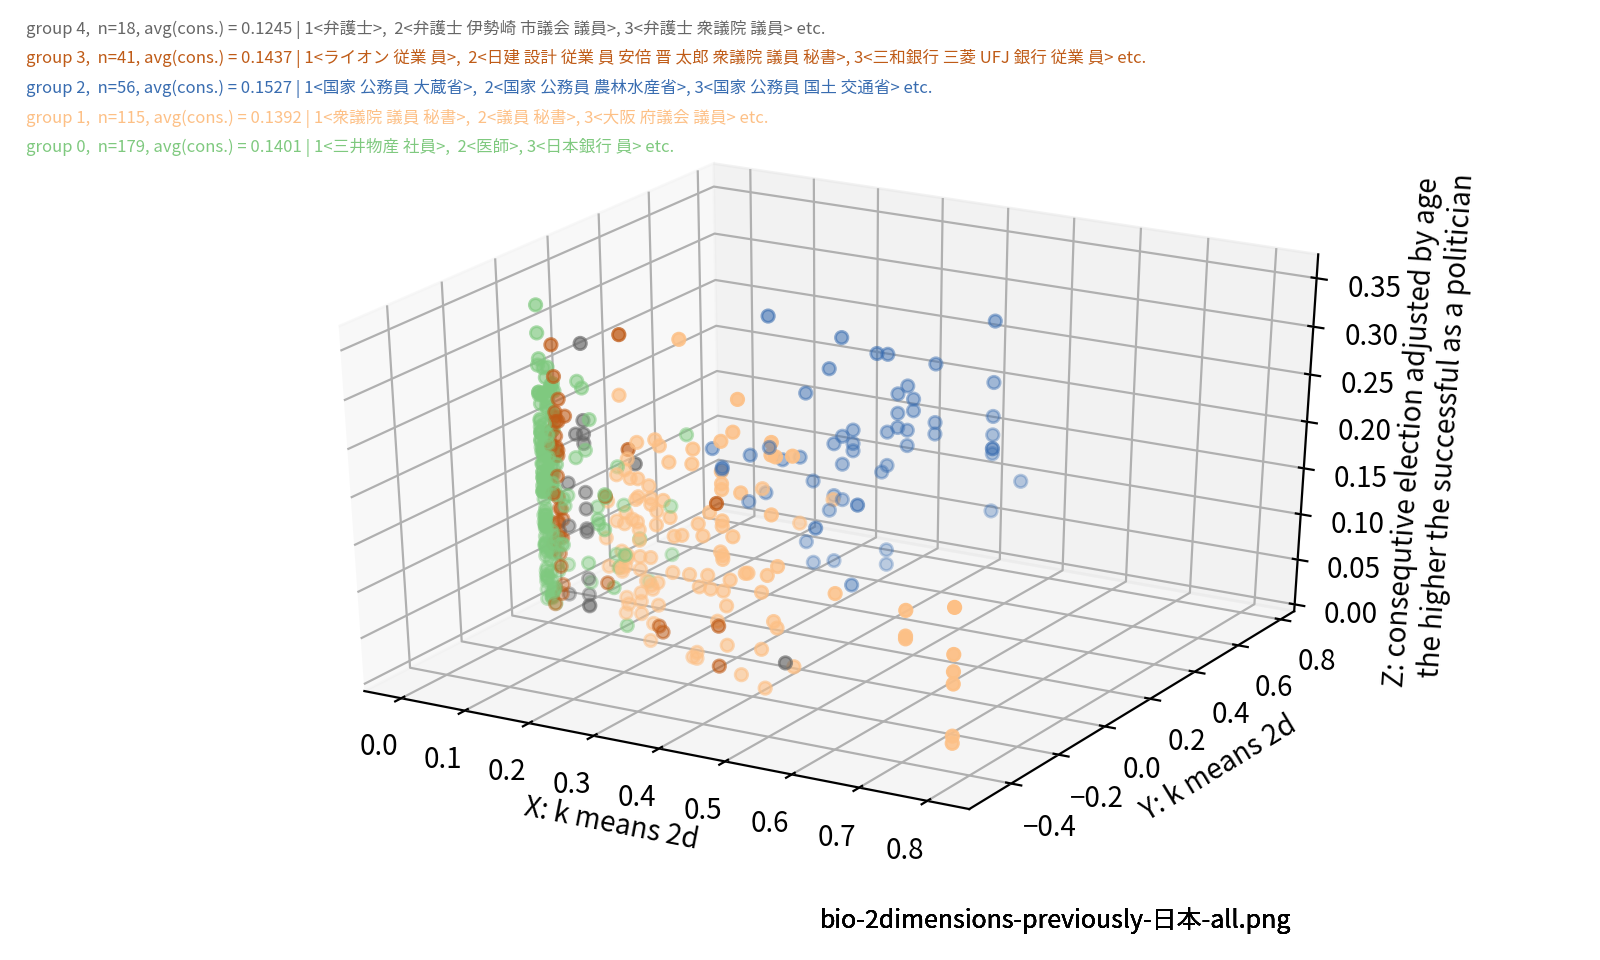 group 4,  n=18, avg(cons.) = 0.1245 | 1<弁護士>,  2<弁護士 伊勢崎 市議会 議員>, 3<弁護士 衆議院 議員> etc.
group 3,  n=41, avg(cons.) = 0.1437 | 1<ライオン 従業 員>,  2<日建 設計 従業 員 安倍 晋 太郎 衆議院 議員 秘書>, 3<三和銀行 三菱 UFJ 銀行 従業 員> etc.
group 2,  n=56, avg(cons.) = 0.1527 | 1<国家 公務員 大蔵省>,  2<国家 公務員 農林水産省>, 3<国家 公務員 国土 交通省> etc.
group 1,  n=115, avg(cons.) = 0.1392 | 1<衆議院 議員 秘書>,  2<議員 秘書>, 3<大阪 府議会 議員> etc.
group 0,  n=179, avg(cons.) = 0.1401 | 1<三井物産 社員>,  2<医師>, 3<日本銀行 員> etc.
0.35
0.30
0.25
0.20
0.15
0.10
0.05
0.00
Z: consequtive election adjusted by age
the higher the successful as a politician
0.8
0.6
0.4
0.2
0.0
−0.2
−0.4
Y: k means 2d
0.0
0.1
0.2
0.3
0.4
0.5
0.6
0.7
0.8
X: k means 2d
bio-2dimensions-previously-日本-all.png